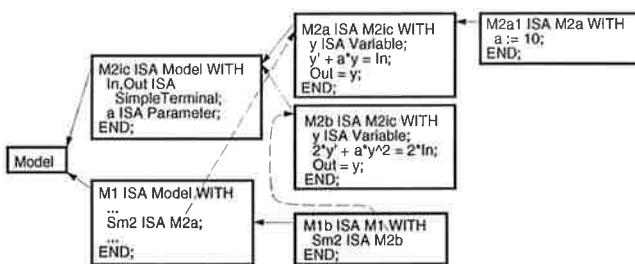 M2a ISA M2ic WITH
y ISA Variable;
y' + a*y = In;
Out = y;
END;
M2a1 ISA M2a WITH
a := 10;
END;
M2ic ISA Model WITH
In,Out ISA
SimpleTerminal;
a ISA Parameter;
END;
M2b ISA M2ic WITH
y ISA Variable;
2*y' + a*y^2 = 2*In;
Out = y;
END;
Model
M1 ISA Model WITH
...
Sm2 ISA M2a;
...
END;
M1b ISA M1 WITH
Sm2 ISA M2b
END;